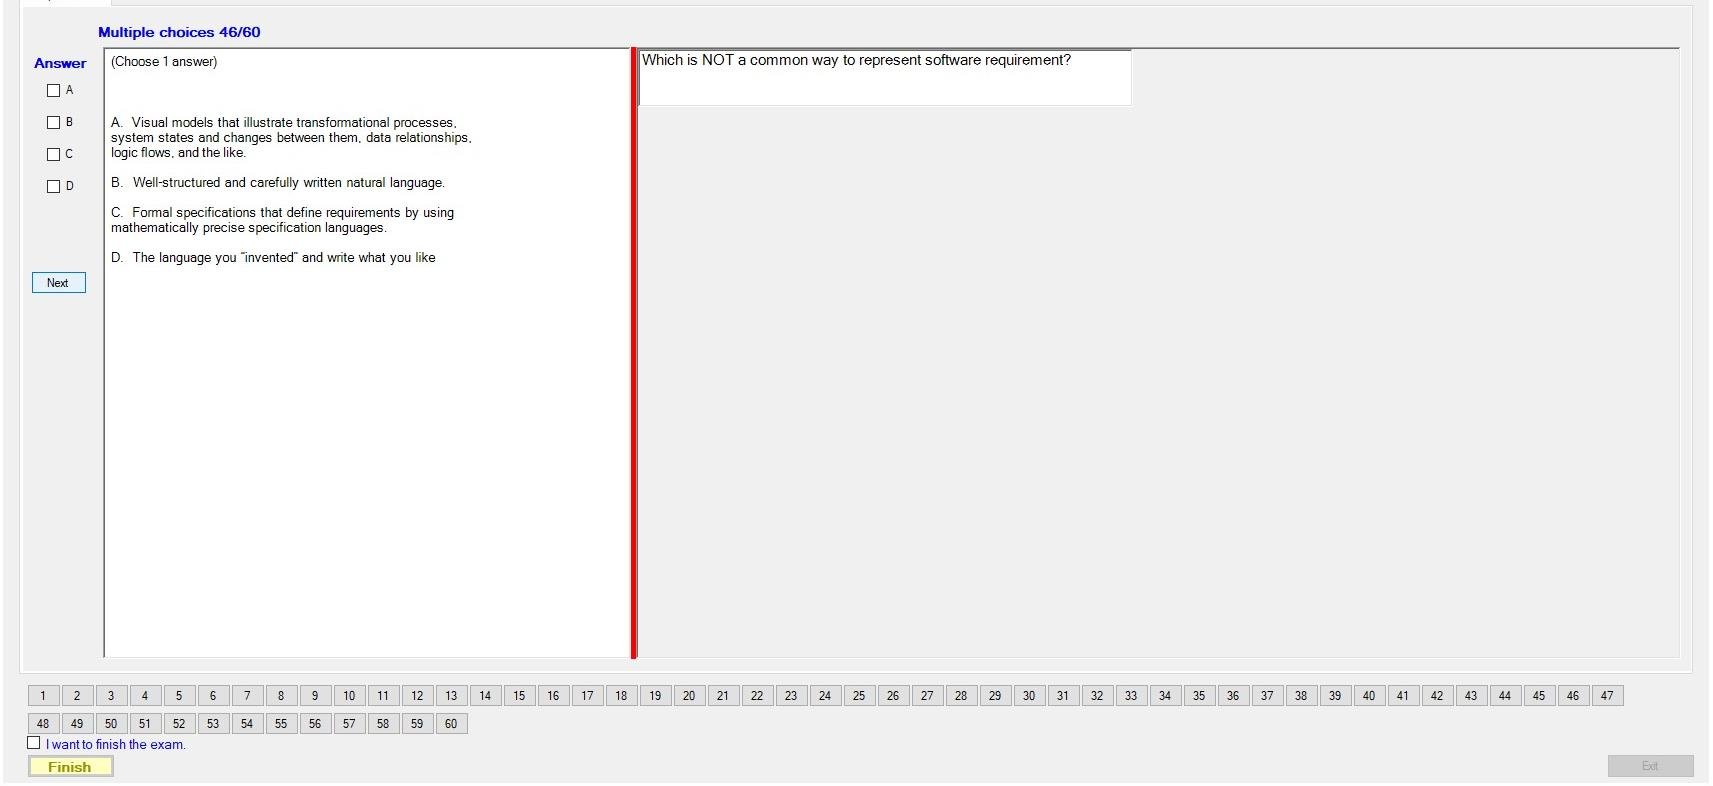 Multiple choices 46/60
Answer
A
B
C
D
Next
(Choose 1 answer)
A. Visual models that illustrate transformational processes,
system states and changes between them, data relationships,
logic flows, and the like.
B. Well-structured and carefully written natural language.
C. Formal specifications that define requirements by using
mathematically precise specification languages.
D. The language you "invented" and write what you like
Which is NOT a common way to represent software requirement?
1 2 3 4 5 6 7 8 9 10 11 12 13 14 15 16 17 18 19 20 21 22 23 24 25 26 27 28 29 30 31 32 33 34 35 36 37 38 39 40 41 42 43 44 45 46 47
48 49 50 51 52 53 54 55 56 57 58 59 60
I want to finish the exam.
Finish
Exit